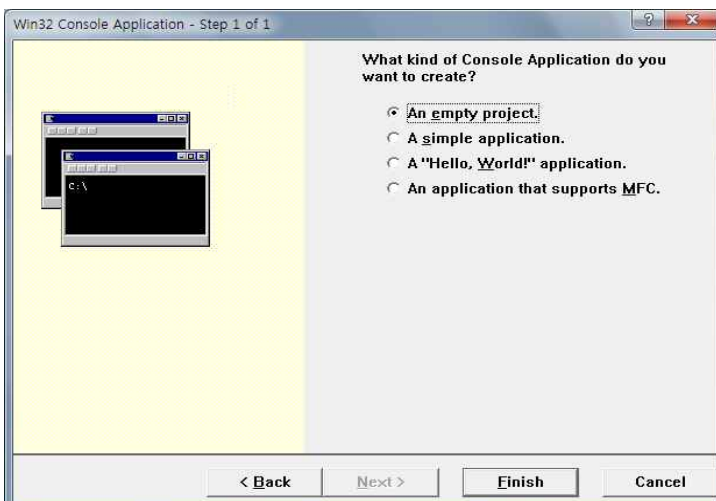 Win32 Console Application - Step 1 of 1
What kind of Console Application do you
want to create?
An empty project.
A simple application.
A "Hello, World!" application.
An application that supports MFC.
C:\
< Back
Next >
Finish
Cancel